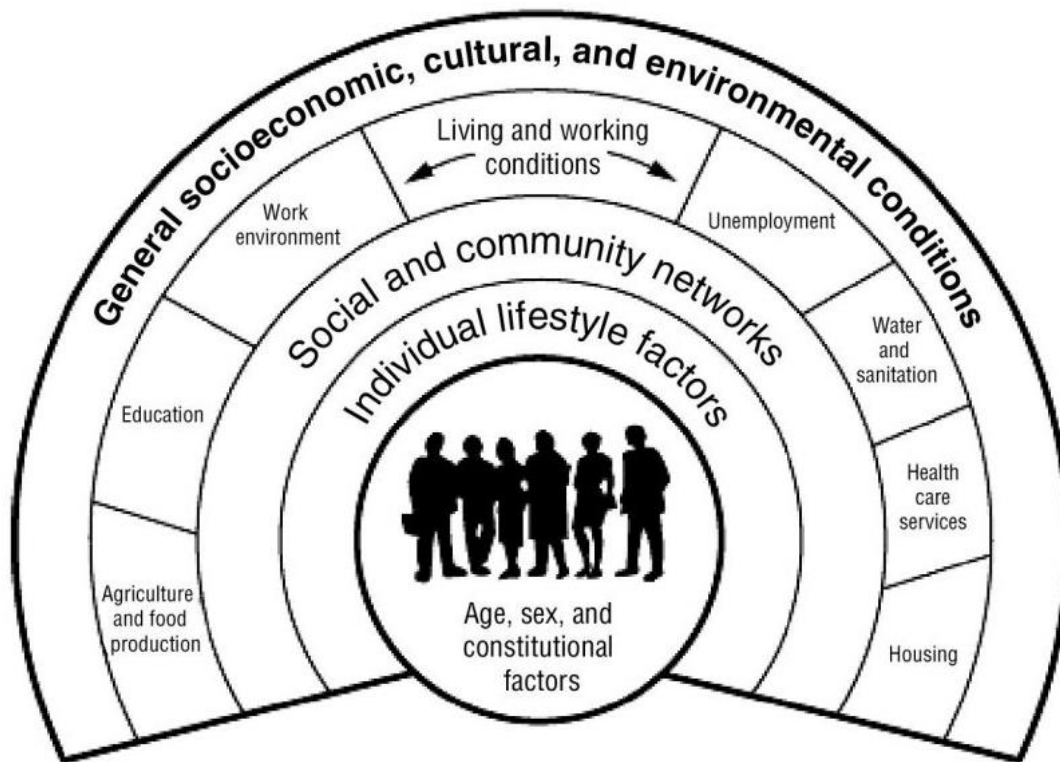 General socioeconomic, cultural, and environmental conditions
Living and working
conditions
Work
environment
Unemployment
Social and community networks
Individual lifestyle factors
Water
and
sanitation
Education
Health
care
services
Agriculture
and food
production
Age, sex, and
constitutional
factors
Housing